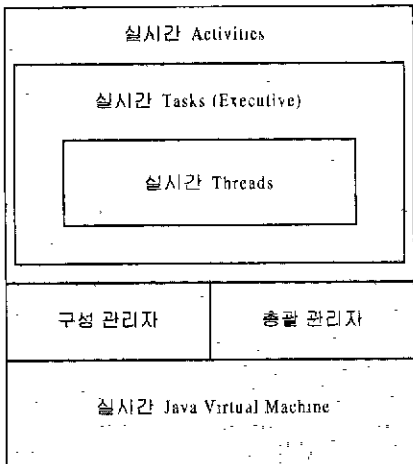 실시간 Activities
실시간 Tasks (Executive)
실시간 Threads
구성 관리자 총괄 관리자
실시간 Java Virtual Machine